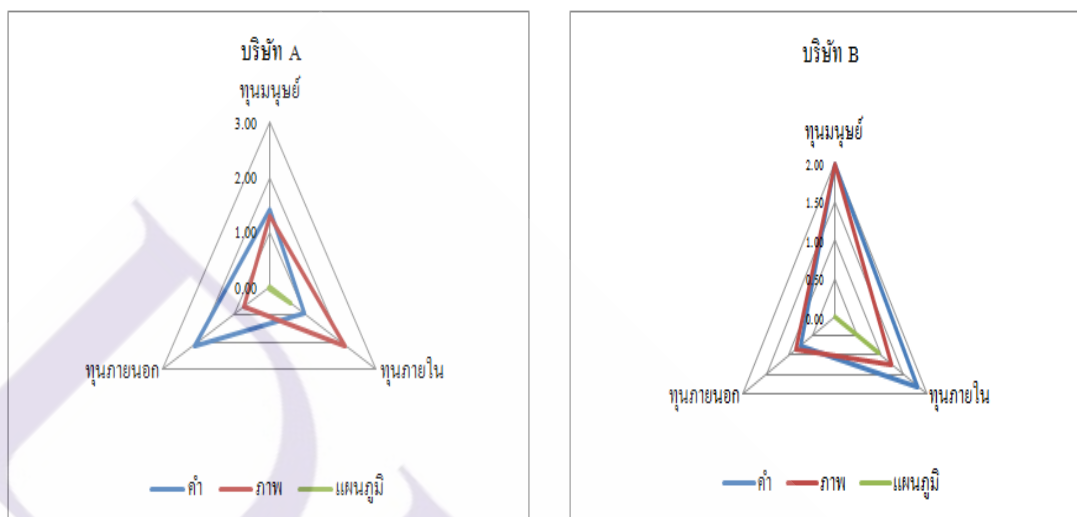 บริษัท A
ทุนมนุษย์
3.00
2.00
1.00
0.00
ทุนภายนอก
ทุนภายใน
คำ ภาพ แผนภูมิ
บริษัท B
ทุนมนุษย์
2.00
1.50
1.00
0.50
0.00
ทุนภายนอก
ทุนภายใน
คำ ภาพ แผนภูมิ